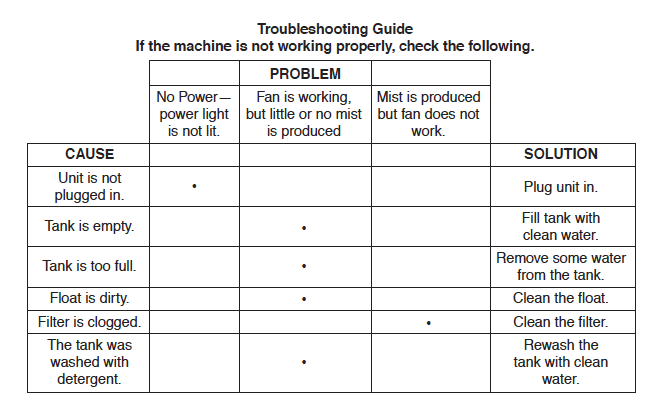 Troubleshooting Guide
If the machine is not working properly, check the following.
PROBLEM
No Power—
power light
is not lit.
Fan is working,
but little or no mist
is produced
Mist is produced
but fan does not
work.
CAUSE
SOLUTION
Unit is not
plugged in.
•
Plug unit in.
Tank is empty.
•
Fill tank with
clean water.
Tank is too full.
•
Remove some water
from the tank.
Float is dirty.
•
Clean the float.
Filter is clogged.
•
Clean the filter.
The tank was
washed with
detergent.
•
Rewash the
tank with clean
water.